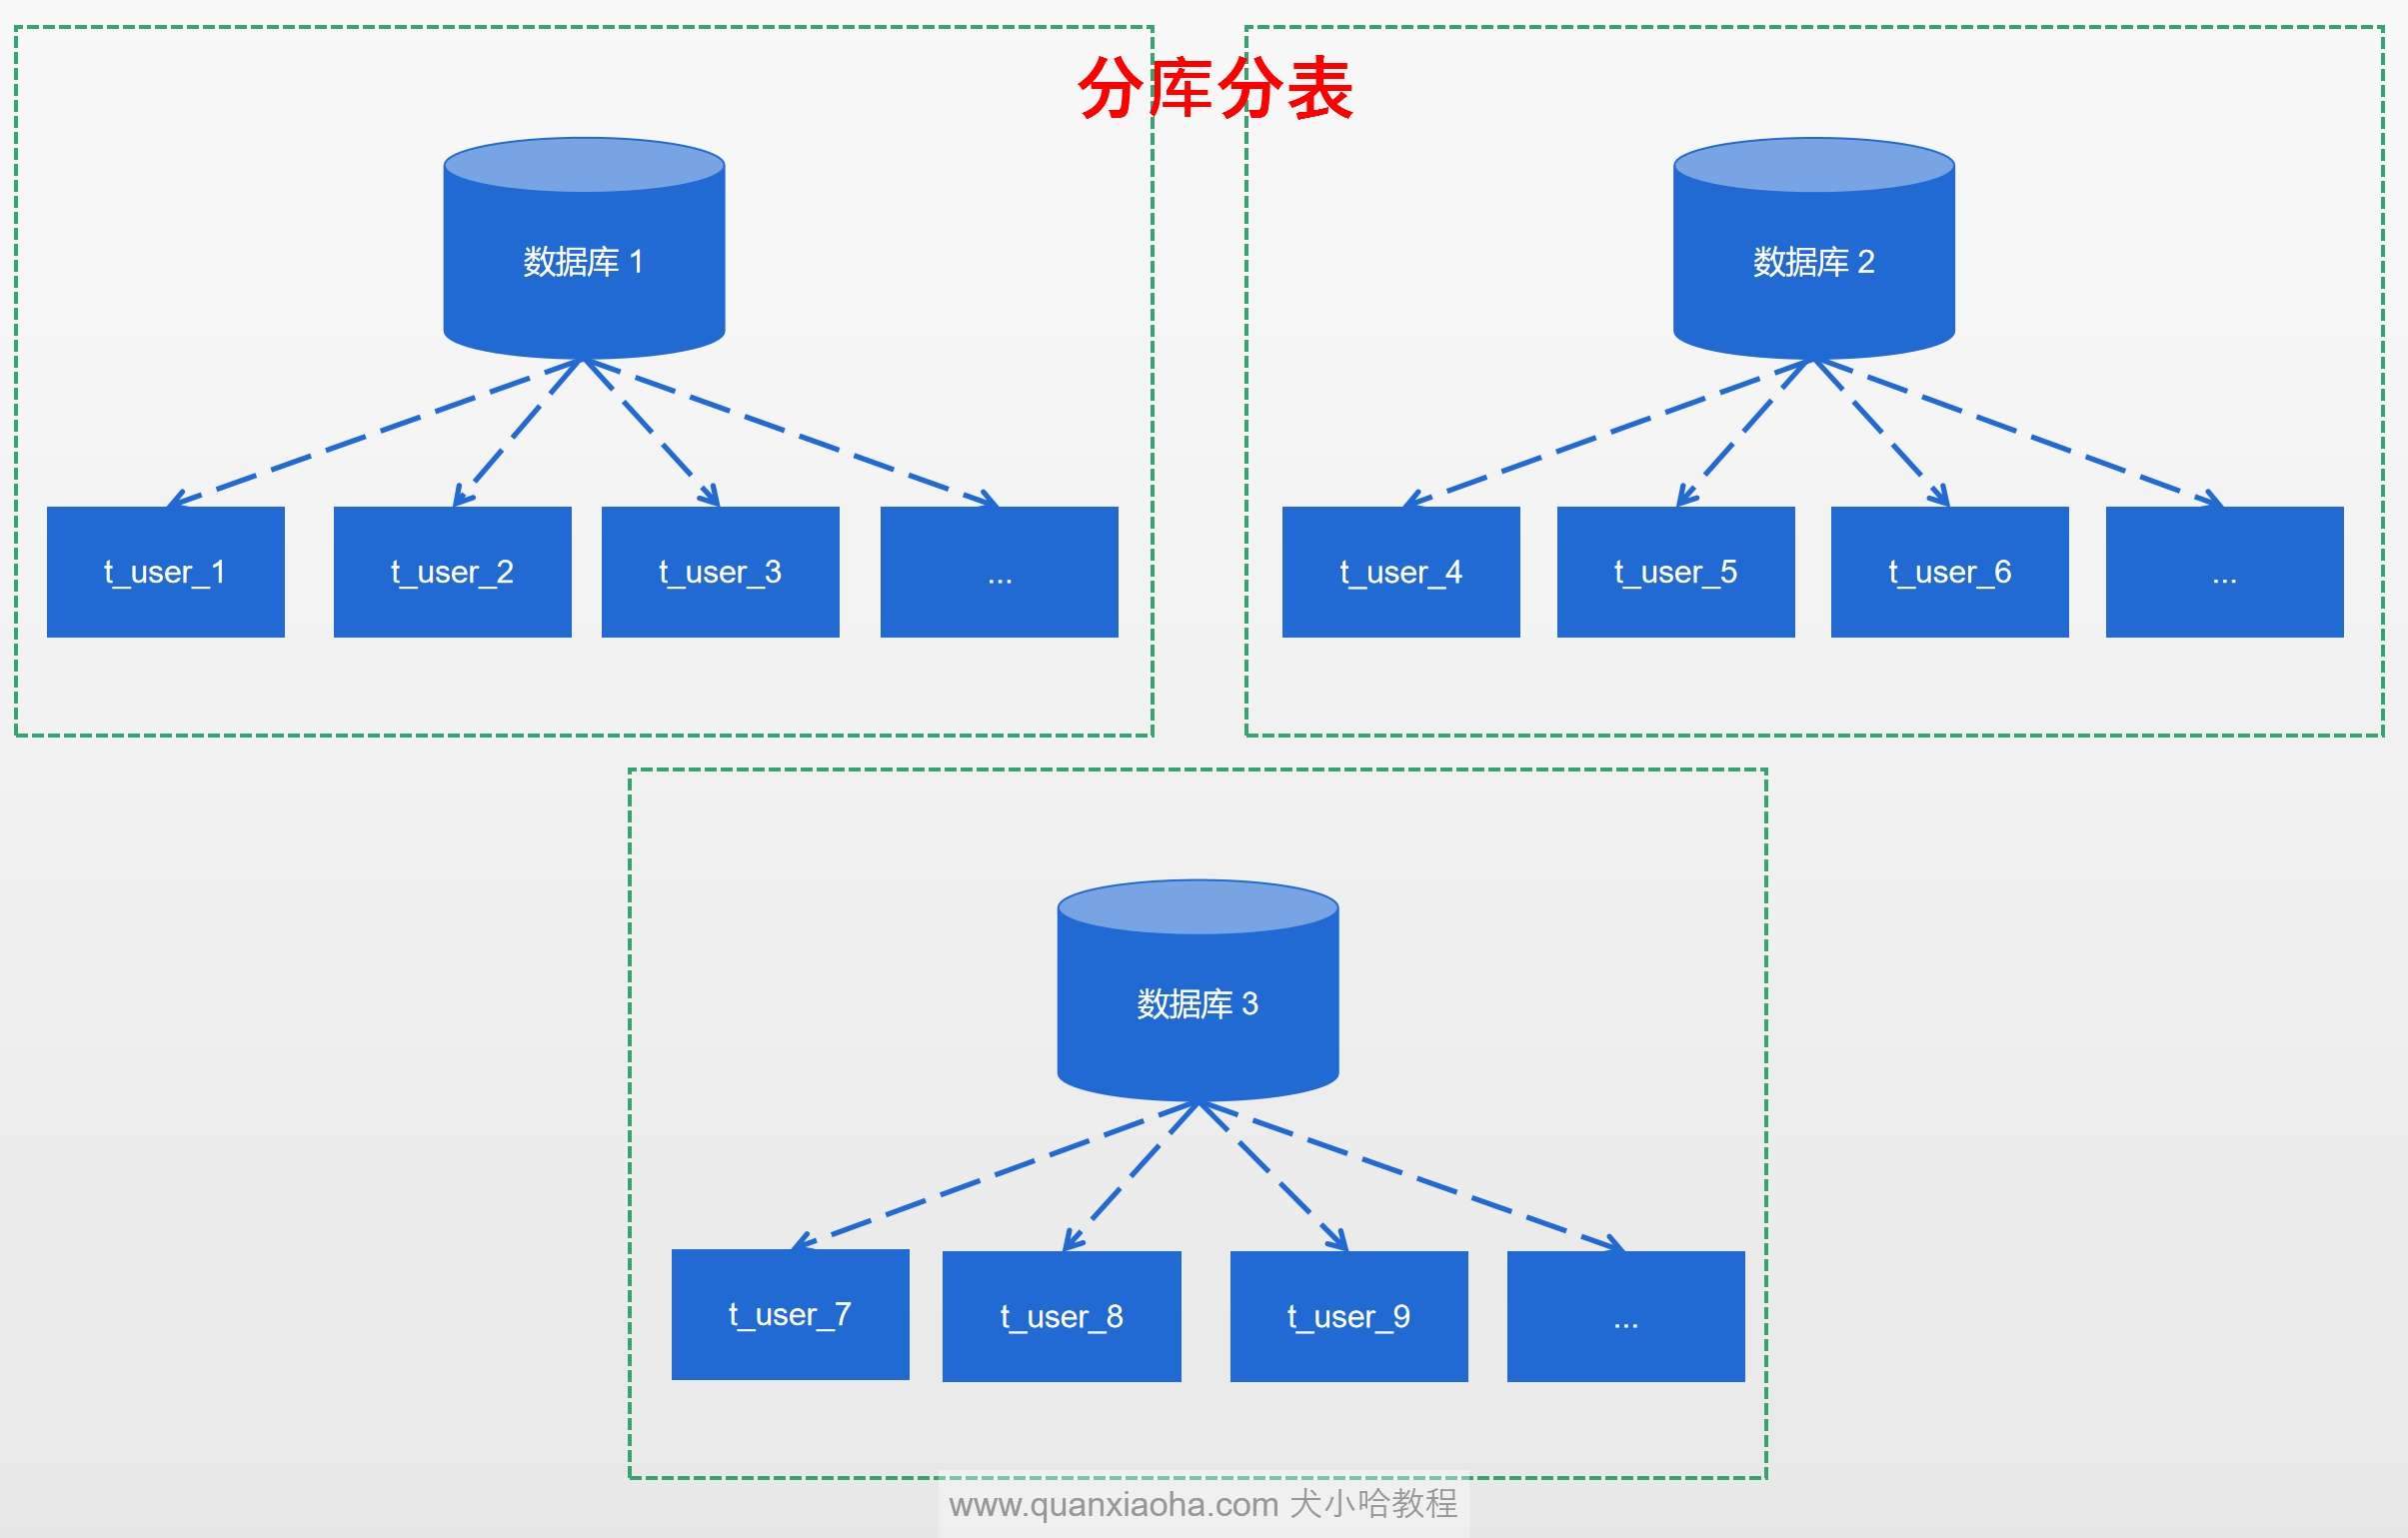 分库分表
数据库 1
数据库 2
t_user_1
t_user_2
t_user_3
...
t_user_4
t_user_5
t_user_6
...
数据库 3
t_user_7
t_user_8
t_user_9
...
www.quanxiaoha.com 犬小哈教程